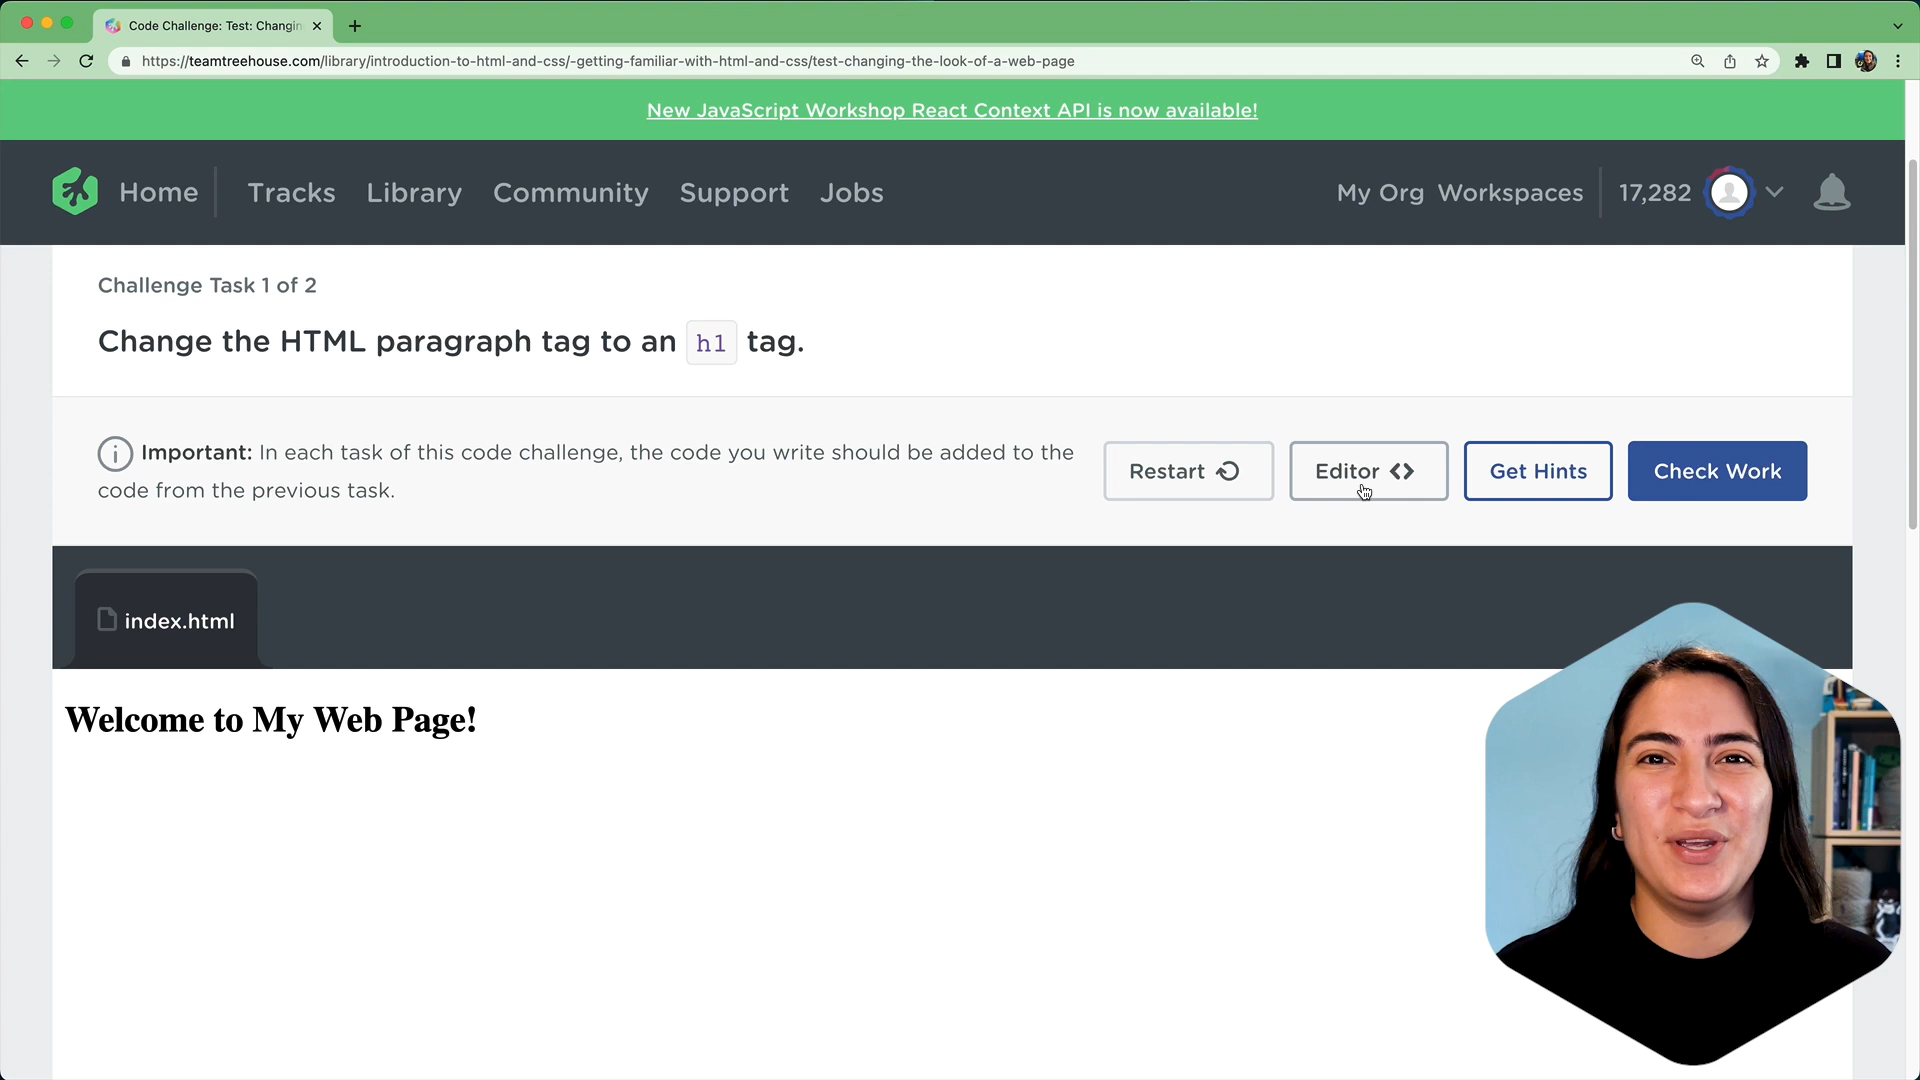 Code Challenge: Test: Changin
https://teamtreehouse.com/library/introduction-to-html-and-css/-getting-familiar-with-html-and-css/test-changing-the-look-of-a-web-page
New JavaScript Workshop React Context API is now available!
Home Tracks Library Community Support Jobs My Org Workspaces 17,282
Challenge Task 1 of 2
Change the HTML paragraph tag to an h1 tag.
Important: In each task of this code challenge, the code you write should be added to the
code from the previous task.
Restart Editor <> Get Hints Check Work
index.html
Welcome to My Web Page!